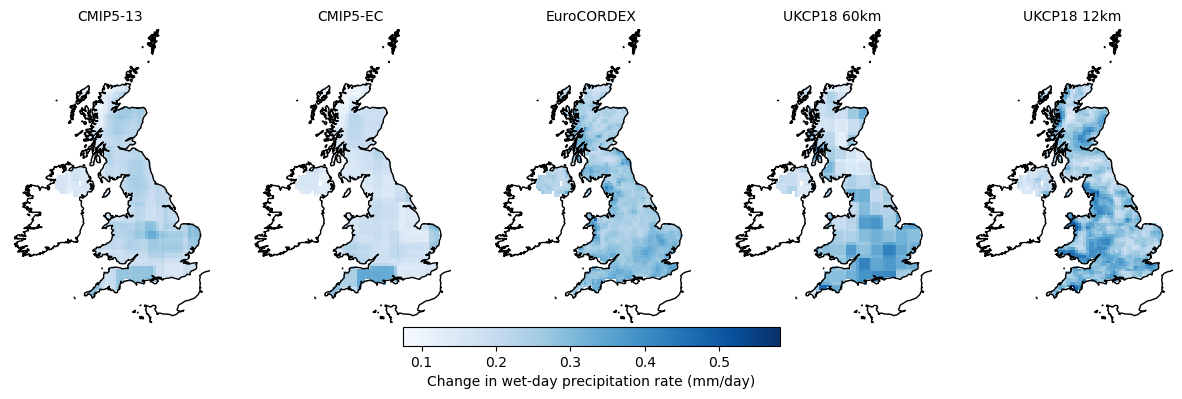 CMIP5-13 CMIP5-EC EuroCORDEX UKCP18 60km UKCP18 12km
0.1 0.2 0.3 0.4 0.5
Change in wet-day precipitation rate (mm/day)